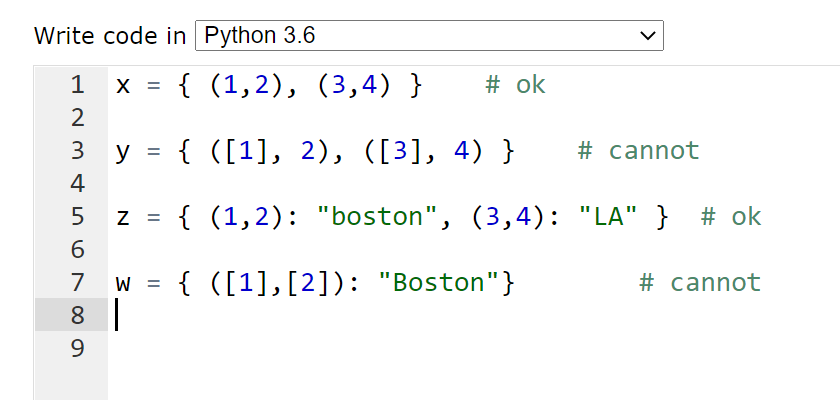 Write code in Python 3.6
1 x = { (1,2), (3,4) }    # ok
2
3 y = { ([1], 2), ([3], 4) }    # cannot
4
5 z = { (1,2): "boston", (3,4): "LA" }  # ok
6
7 w = { ([1],[2]): "Boston"}        # cannot
8
9